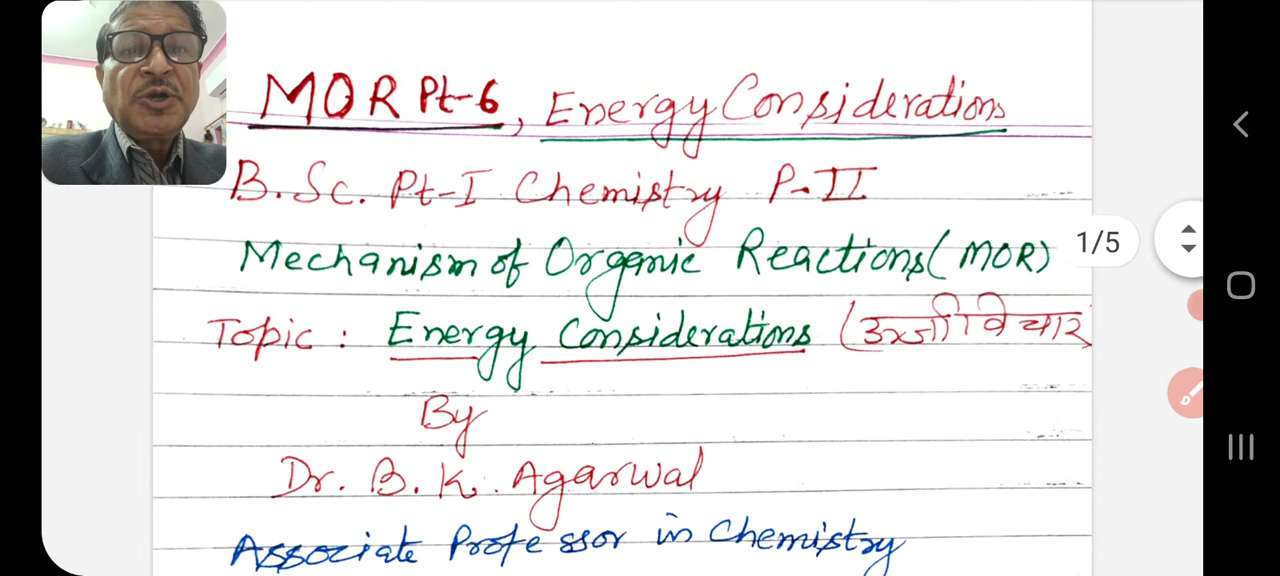 MOR Pt-6, Energy Considerations
B.Sc. Pt-I Chemistry P-II
Mechanism of Organic Reactions (MOR)
1/5
Topic : Energy Considerations (ऊर्जा विचार
By
Dr. B. K. Agarwal
Associate Professor in Chemistry